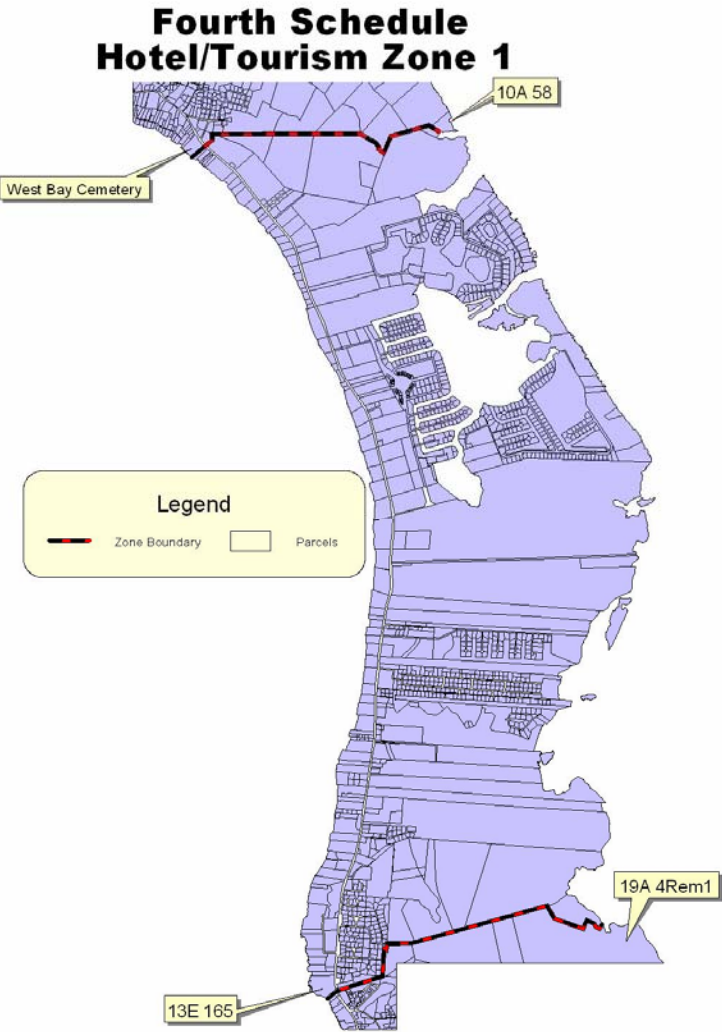 Fourth Schedule
Hotel/Tourism Zone 1
10A 58
West Bay Cemetery
Legend
Zone Boundary
Parcels
19A 4Rem1
13E 165